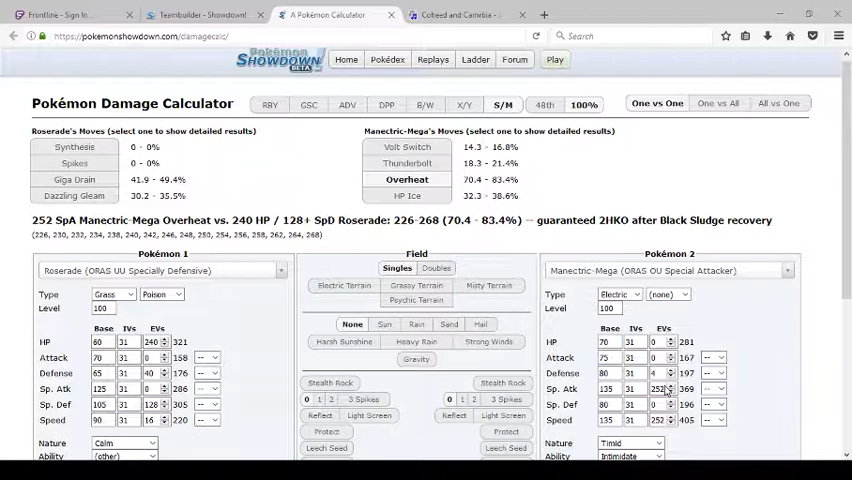 Frontline - Sign In
Teambuilder - Showdown!
A Pokémon Calculator
Coheed and Cambria -
https://pokemonshowdown.com/damagecalc/
Search
Pokémon
SHOWDOWN
BETA
Home
Pokédex
Replays
Ladder
Forum
Play
Pokémon Damage Calculator
RBY GSC ADV DPP B/W X/Y S/M 48th 100%
One vs One One vs All All vs One
Roserade's Moves (select one to show detailed results)
Synthesis 0 - 0%
Spikes 0 - 0%
Giga Drain 41.9 - 49.4%
Dazzling Gleam 30.2 - 35.5%
Manectric-Mega's Moves (select one to show detailed results)
Volt Switch 14.3 - 16.8%
Thunderbolt 18.3 - 21.4%
Overheat 70.4 - 83.4%
HP Ice 32.3 - 38.6%
252 SpA Manectric-Mega Overheat vs. 240 HP / 128+ SpD Roserade: 226-268 (70.4 - 83.4%) -- guaranteed 2HKO after Black Sludge recovery
(226, 230, 232, 234, 238, 240, 242, 246, 248, 250, 254, 256, 258, 262, 264, 268)
Pokémon 1
Roserade (ORAS UU Specially Defensive)
Type Grass Poison
Level 100
Base IVs EVs
HP 60 31 240 321
Attack 70 31 0 158 --
Defense 65 31 40 176 --
Sp. Atk 125 31 0 286 --
Sp. Def 105 31 128 305 --
Speed 90 31 16 220 --
Nature Calm
Ability (other)
Field
Singles Doubles
Electric Terrain Grassy Terrain Misty Terrain
Psychic Terrain
None Sun Rain Sand Hail
Harsh Sunshine Heavy Rain Strong Winds
Gravity
Stealth Rock Stealth Rock
0 1 2 3 Spikes 0 1 2 3 Spikes
Reflect Light Screen Reflect Light Screen
Protect Protect
Leech Seed Leech Seed
Pokémon 2
Manectric-Mega (ORAS OU Special Attacker)
Type Electric (none)
Level 100
Base IVs EVs
HP 70 31 0 281
Attack 75 31 0 167 --
Defense 80 31 4 197 --
Sp. Atk 135 31 252 369 --
Sp. Def 80 31 0 196 --
Speed 135 31 252 405 --
Nature Timid
Ability Intimidate